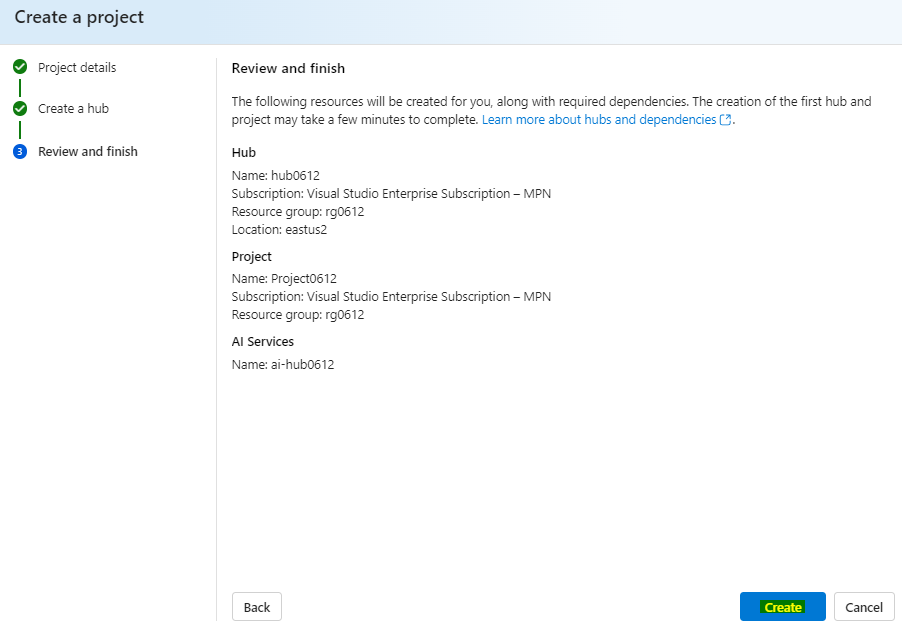 Create a project
Project details
Create a hub
3
Review and finish
Review and finish
The following resources will be created for you, along with required dependencies. The creation of the first hub and
project may take a few minutes to complete. Learn more about hubs and dependencies.
Hub
Name: hub0612
Subscription: Visual Studio Enterprise Subscription – MPN
Resource group: rg0612
Location: eastus2
Project
Name: Project0612
Subscription: Visual Studio Enterprise Subscription – MPN
Resource group: rg0612
AI Services
Name: ai-hub0612
Back
Create
Cancel